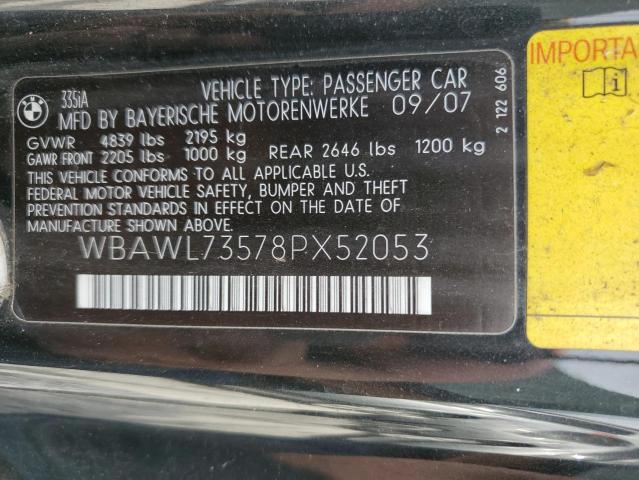 BMW
335iA
VEHICLE TYPE: PASSENGER CAR
MFD BY BAYERISCHE MOTORENWERKE 09/07
GVWR 4839 lbs 2195 kg
GAWR FRONT 2205 lbs 1000 kg REAR 2646 lbs 1200 kg
THIS VEHICLE CONFORMS TO ALL APPLICABLE U.S.
FEDERAL MOTOR VEHICLE SAFETY, BUMPER AND THEFT
PREVENTION STANDARDS IN EFFECT ON THE DATE OF
MANUFACTURE SHOWN ABOVE.
WBAWL73578PX52053
2 122 606
IMPORTA
i